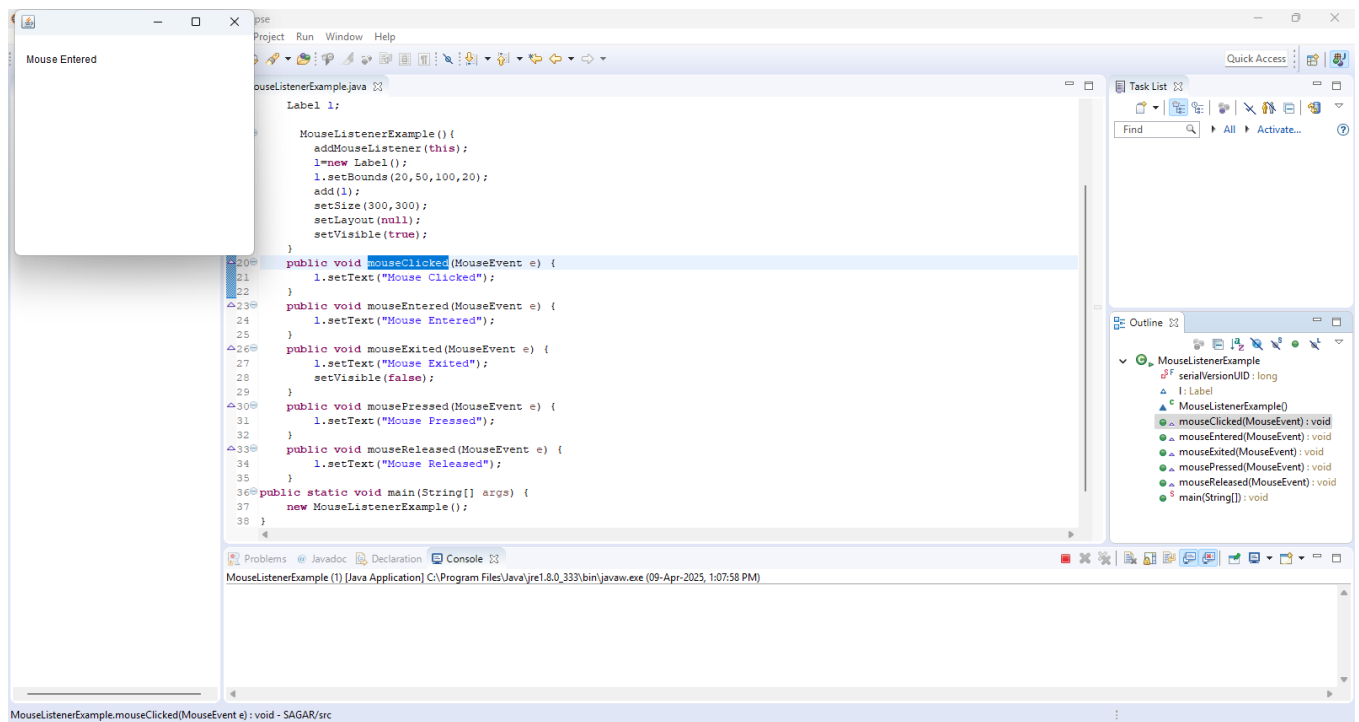 pse
Project Run Window Help
Quick Access
Mouse Entered
ouseListenerExample.java
Label l;
MouseListenerExample(){
addMouseListener(this);
l=new Label();
l.setBounds(20,50,100,20);
add(l);
setSize(300,300);
setLayout(null);
setVisible(true);
}
20 public void mouseClicked(MouseEvent e) {
21 l.setText("Mouse Clicked");
22 }
23 public void mouseEntered(MouseEvent e) {
24 l.setText("Mouse Entered");
25 }
26 public void mouseExited(MouseEvent e) {
27 l.setText("Mouse Exited");
28 setVisible(false);
29 }
30 public void mousePressed(MouseEvent e) {
31 l.setText("Mouse Pressed");
32 }
33 public void mouseReleased(MouseEvent e) {
34 l.setText("Mouse Released");
35 }
36 public static void main(String[] args) {
37 new MouseListenerExample();
38 }
Task List
Find All Activate...
Outline
MouseListenerExample
serialVersionUID : long
l : Label
MouseListenerExample()
mouseClicked(MouseEvent) : void
mouseEntered(MouseEvent) : void
mouseExited(MouseEvent) : void
mousePressed(MouseEvent) : void
mouseReleased(MouseEvent) : void
main(String[]) : void
Problems @ Javadoc Declaration Console
MouseListenerExample (1) [Java Application] C:\Program Files\Java\jre1.8.0_333\bin\javaw.exe (09-Apr-2025, 1:07:58 PM)
MouseListenerExample.mouseClicked(MouseEvent e) : void - SAGAR/src